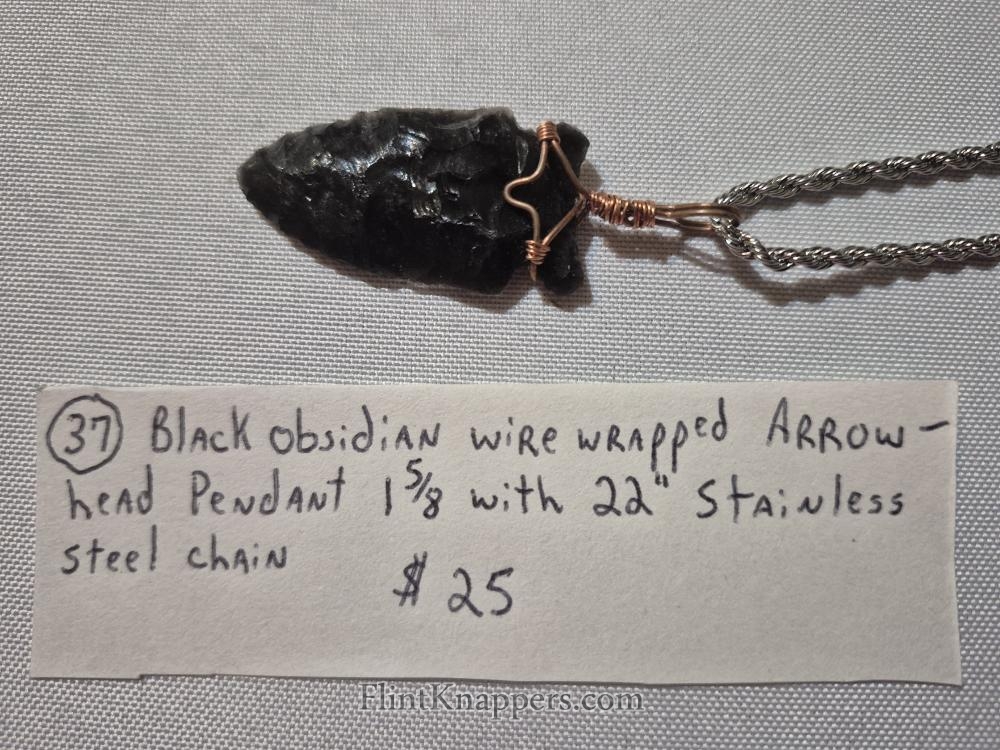 37 Black obsidian wire wrapped Arrow-
head Pendant 1 5/8 with 22" Stainless
steel chain
$25
FlintKnappers.com